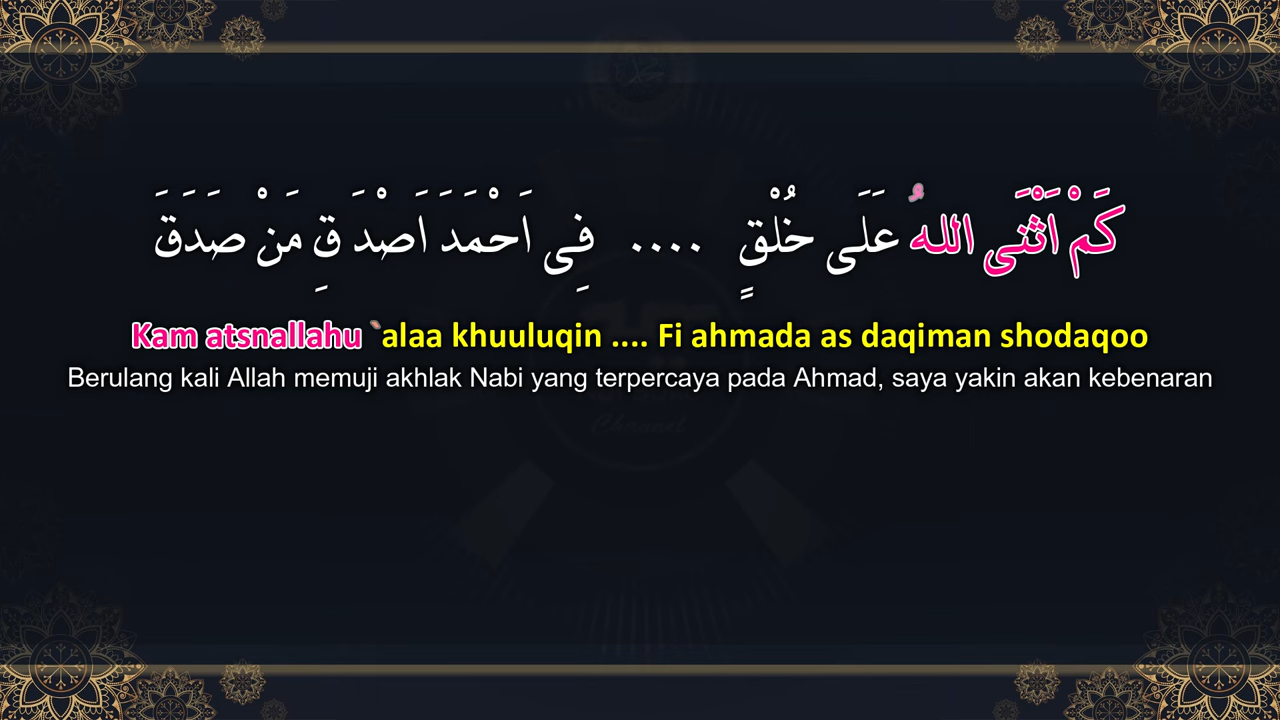 كَمْ اَثْنَى اللهُ عَلَى خُلْقٍ .... فِى اَحْمَدَ اَصْدَقِ مَنْ صَدَقَ
Kam atsnallahu `alaa khuuluqin .... Fi ahmada as daqiman shodaqoo
Berulang kali Allah memuji akhlak Nabi yang terpercaya pada Ahmad, saya yakin akan kebenaran
Channel